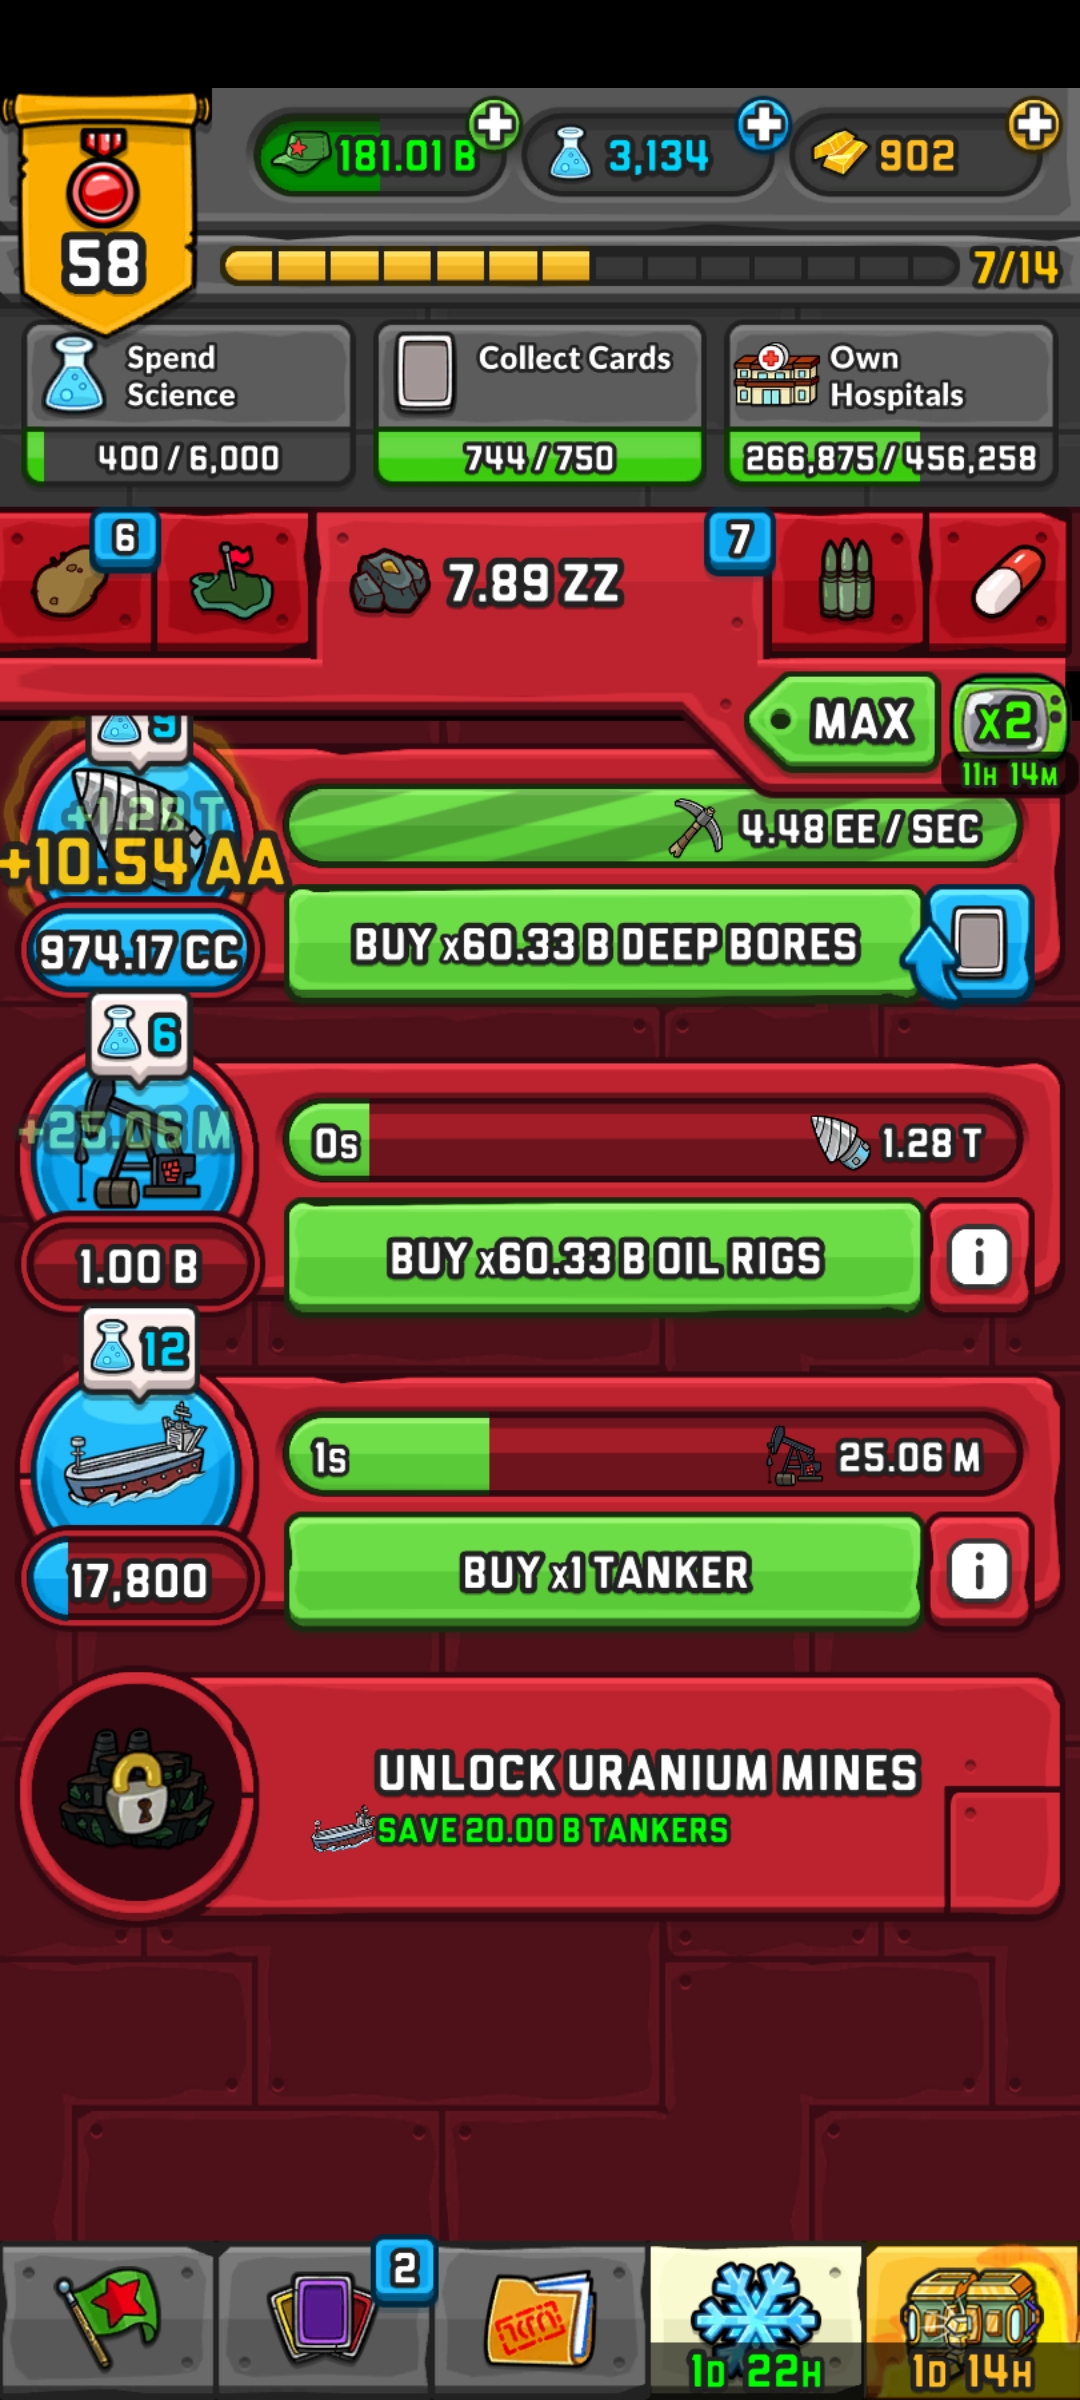 181.01 B
3,134
902
58
7/14
Spend
Science
400 / 6,000
Collect Cards
744 / 750
Own
Hospitals
266,875 / 456,258
6
7.89 ZZ
7
MAX
x2
11H 14M
9
+1.28 T
+10.54 AA
974.17 CC
4.48 EE / SEC
BUY x60.33 B DEEP BORES
6
+25.06 M
1.00 B
0s
1.28 T
BUY x60.33 B OIL RIGS
i
12
17,800
1s
25.06 M
BUY x1 TANKER
i
UNLOCK URANIUM MINES
SAVE 20.00 B TANKERS
2
1D 22H
1D 14H